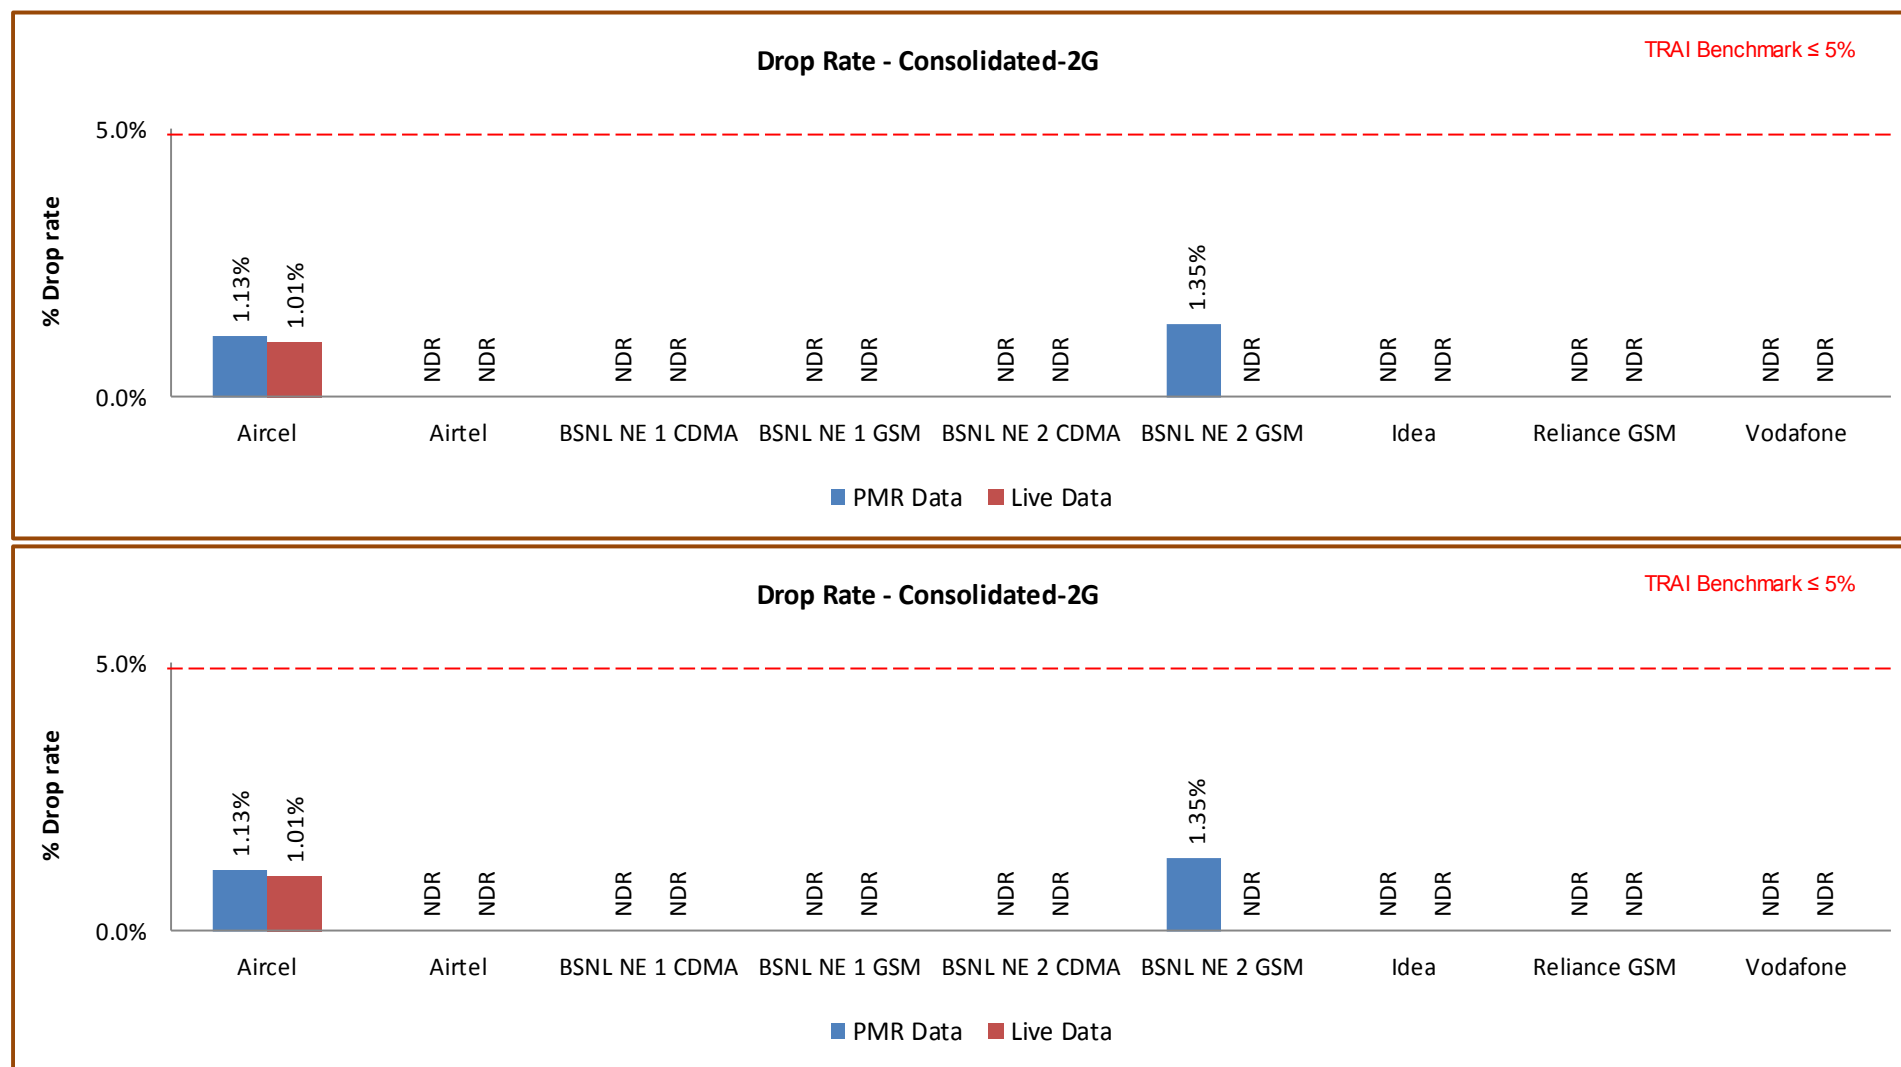 Drop Rate - Consolidated-2G
TRAI Benchmark ≤ 5%
5.0%
% Drop rate
1.13% 1.01% NDR NDR NDR NDR NDR NDR NDR NDR 1.35% NDR NDR NDR NDR NDR NDR NDR
0.0%
Aircel Airtel BSNL NE 1 CDMA BSNL NE 1 GSM BSNL NE 2 CDMA BSNL NE 2 GSM Idea Reliance GSM Vodafone
PMR Data Live Data
Drop Rate - Consolidated-2G
TRAI Benchmark ≤ 5%
5.0%
% Drop rate
1.13% 1.01% NDR NDR NDR NDR NDR NDR NDR NDR 1.35% NDR NDR NDR NDR NDR NDR NDR
0.0%
Aircel Airtel BSNL NE 1 CDMA BSNL NE 1 GSM BSNL NE 2 CDMA BSNL NE 2 GSM Idea Reliance GSM Vodafone
PMR Data Live Data